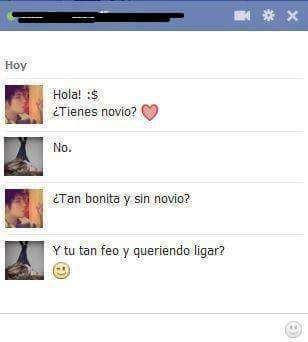 Hoy
Hola! :$
¿Tienes novio?
No.
¿Tan bonita y sin novio?
Y tu tan feo y queriendo ligar?